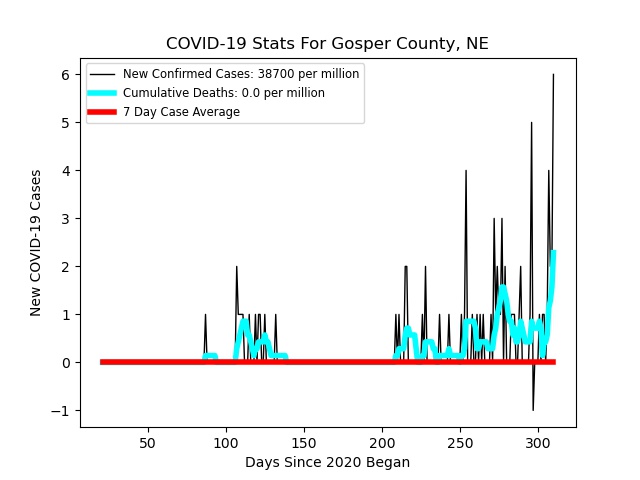 COVID-19 Stats For Gosper County, NE
New Confirmed Cases: 38700 per million
Cumulative Deaths: 0.0 per million
7 Day Case Average
New COVID-19 Cases
6
5
4
3
2
1
0
−1
50 100 150 200 250 300
Days Since 2020 Began